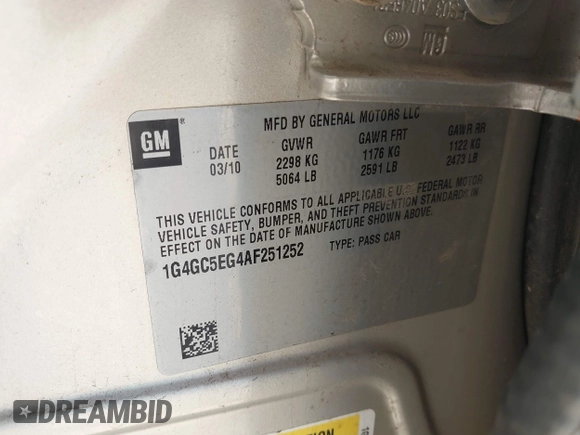 GM
GM
®
MFD BY GENERAL MOTORS LLC
DATE GVWR GAWR FRT GAWR RR
03/10 2298 KG 1176 KG 1122 KG
5064 LB 2591 LB 2473 LB
THIS VEHICLE CONFORMS TO ALL APPLICABLE U.S. FEDERAL MOTOR
VEHICLE SAFETY, BUMPER, AND THEFT PREVENTION STANDARDS IN
EFFECT ON THE DATE OF MANUFACTURE SHOWN ABOVE.
1G4GC5EG4AF251252 TYPE: PASS CAR
DREAMBID